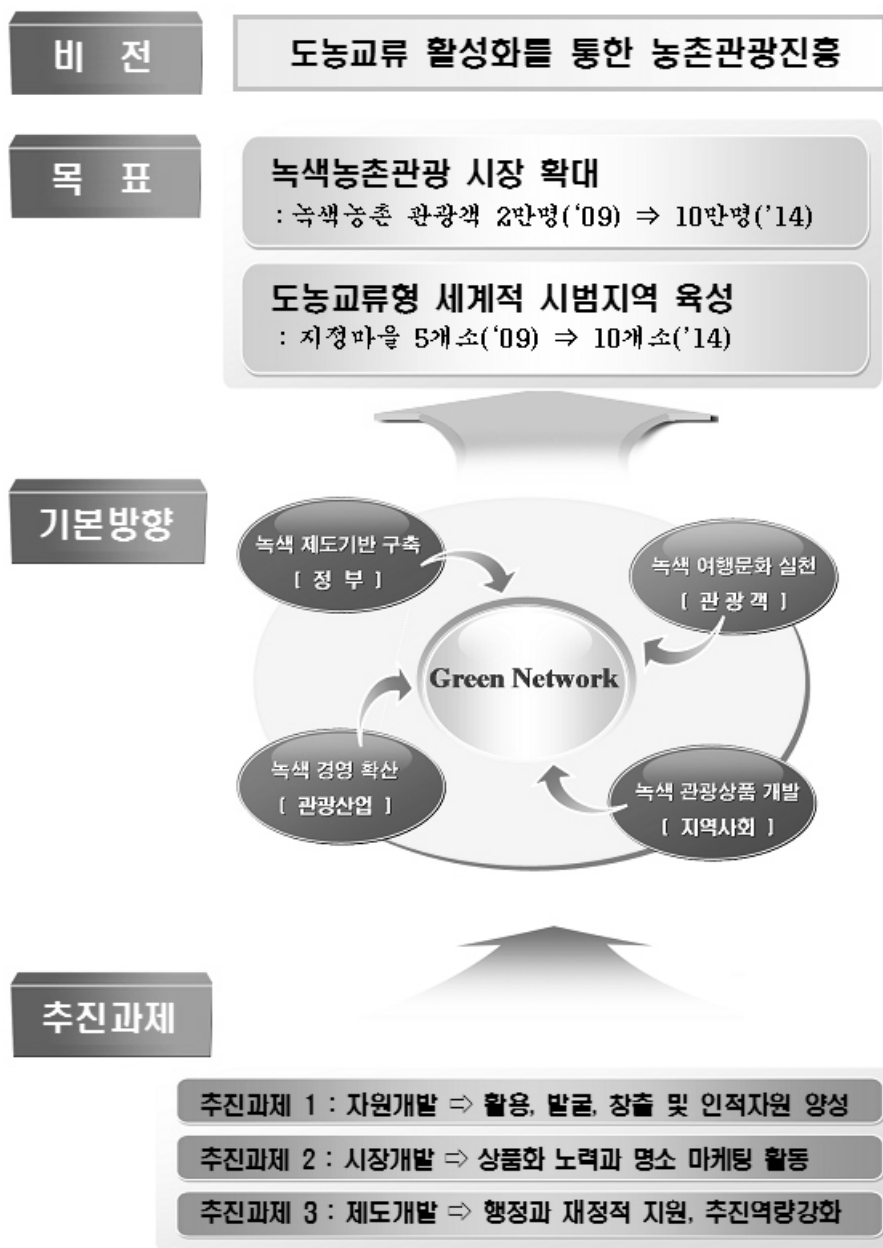 비 전
도농교류 활성화를 통한 농촌관광진흥
목 표
녹색농촌관광 시장 확대
: 녹색농촌 관광객 2만명(‘09) ⇒ 10만명(’14)
도농교류형 세계적 시범지역 육성
: 지정마을 5개소(‘09) ⇒ 10개소(’14)
기본방향
녹색 제도기반 구축
[ 정 부 ]
녹색 여행문화 실천
[ 관 광 객 ]
Green Network
녹색 경영 확산
[ 관광산업 ]
녹색 관광상품 개발
[ 지역사회 ]
추진과제
추진과제 1 : 자원개발 ⇨ 활용, 발굴, 창출 및 인적자원 양성
추진과제 2 : 시장개발 ⇨ 상품화 노력과 명소 마케팅 활동
추진과제 3 : 제도개발 ⇨ 행정과 재정적 지원, 추진역량강화